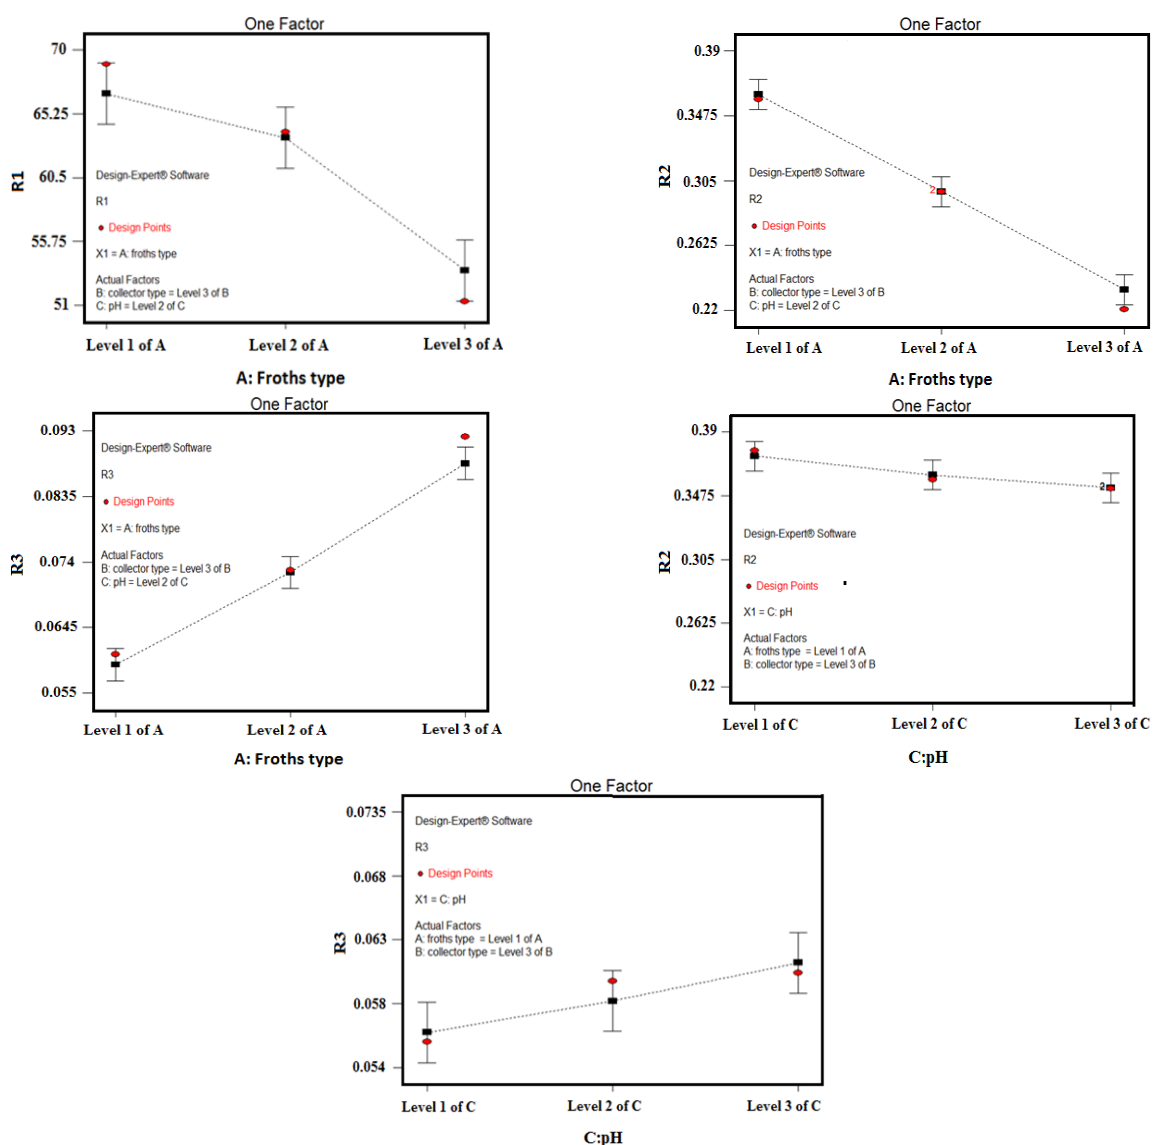 One Factor
70
65.25
60.5
55.75
51
R1
Design-Expert® Software
R1
Design Points
X1 = A: froths type
Actual Factors
B: collector type = Level 3 of B
C: pH = Level 2 of C
Level 1 of A
Level 2 of A
Level 3 of A
A: Froths type
One Factor
0.39
0.3475
0.305
0.2625
0.22
R2
2
Design-Expert® Software
R2
Design Points
X1 = A: froths type
Actual Factors
B: collector type = Level 3 of B
C: pH = Level 2 of C
Level 1 of A
Level 2 of A
Level 3 of A
A: Froths type
One Factor
0.093
0.0835
0.074
0.0645
0.055
R3
Design-Expert® Software
R3
Design Points
X1 = A: froths type
Actual Factors
B: collector type = Level 3 of B
C: pH = Level 2 of C
Level 1 of A
Level 2 of A
Level 3 of A
A: Froths type
One Factor
0.39
0.3475
0.305
0.2625
0.22
R2
2
Design-Expert® Software
R2
Design Points
X1 = C: pH
Actual Factors
A: froths type = Level 1 of A
B: collector type = Level 3 of B
Level 1 of C
Level 2 of C
Level 3 of C
C:pH
One Factor
0.0735
0.068
0.063
0.058
0.054
R3
Design-Expert® Software
R3
Design Points
X1 = C: pH
Actual Factors
A: froths type = Level 1 of A
B: collector type = Level 3 of B
Level 1 of C
Level 2 of C
Level 3 of C
C:pH